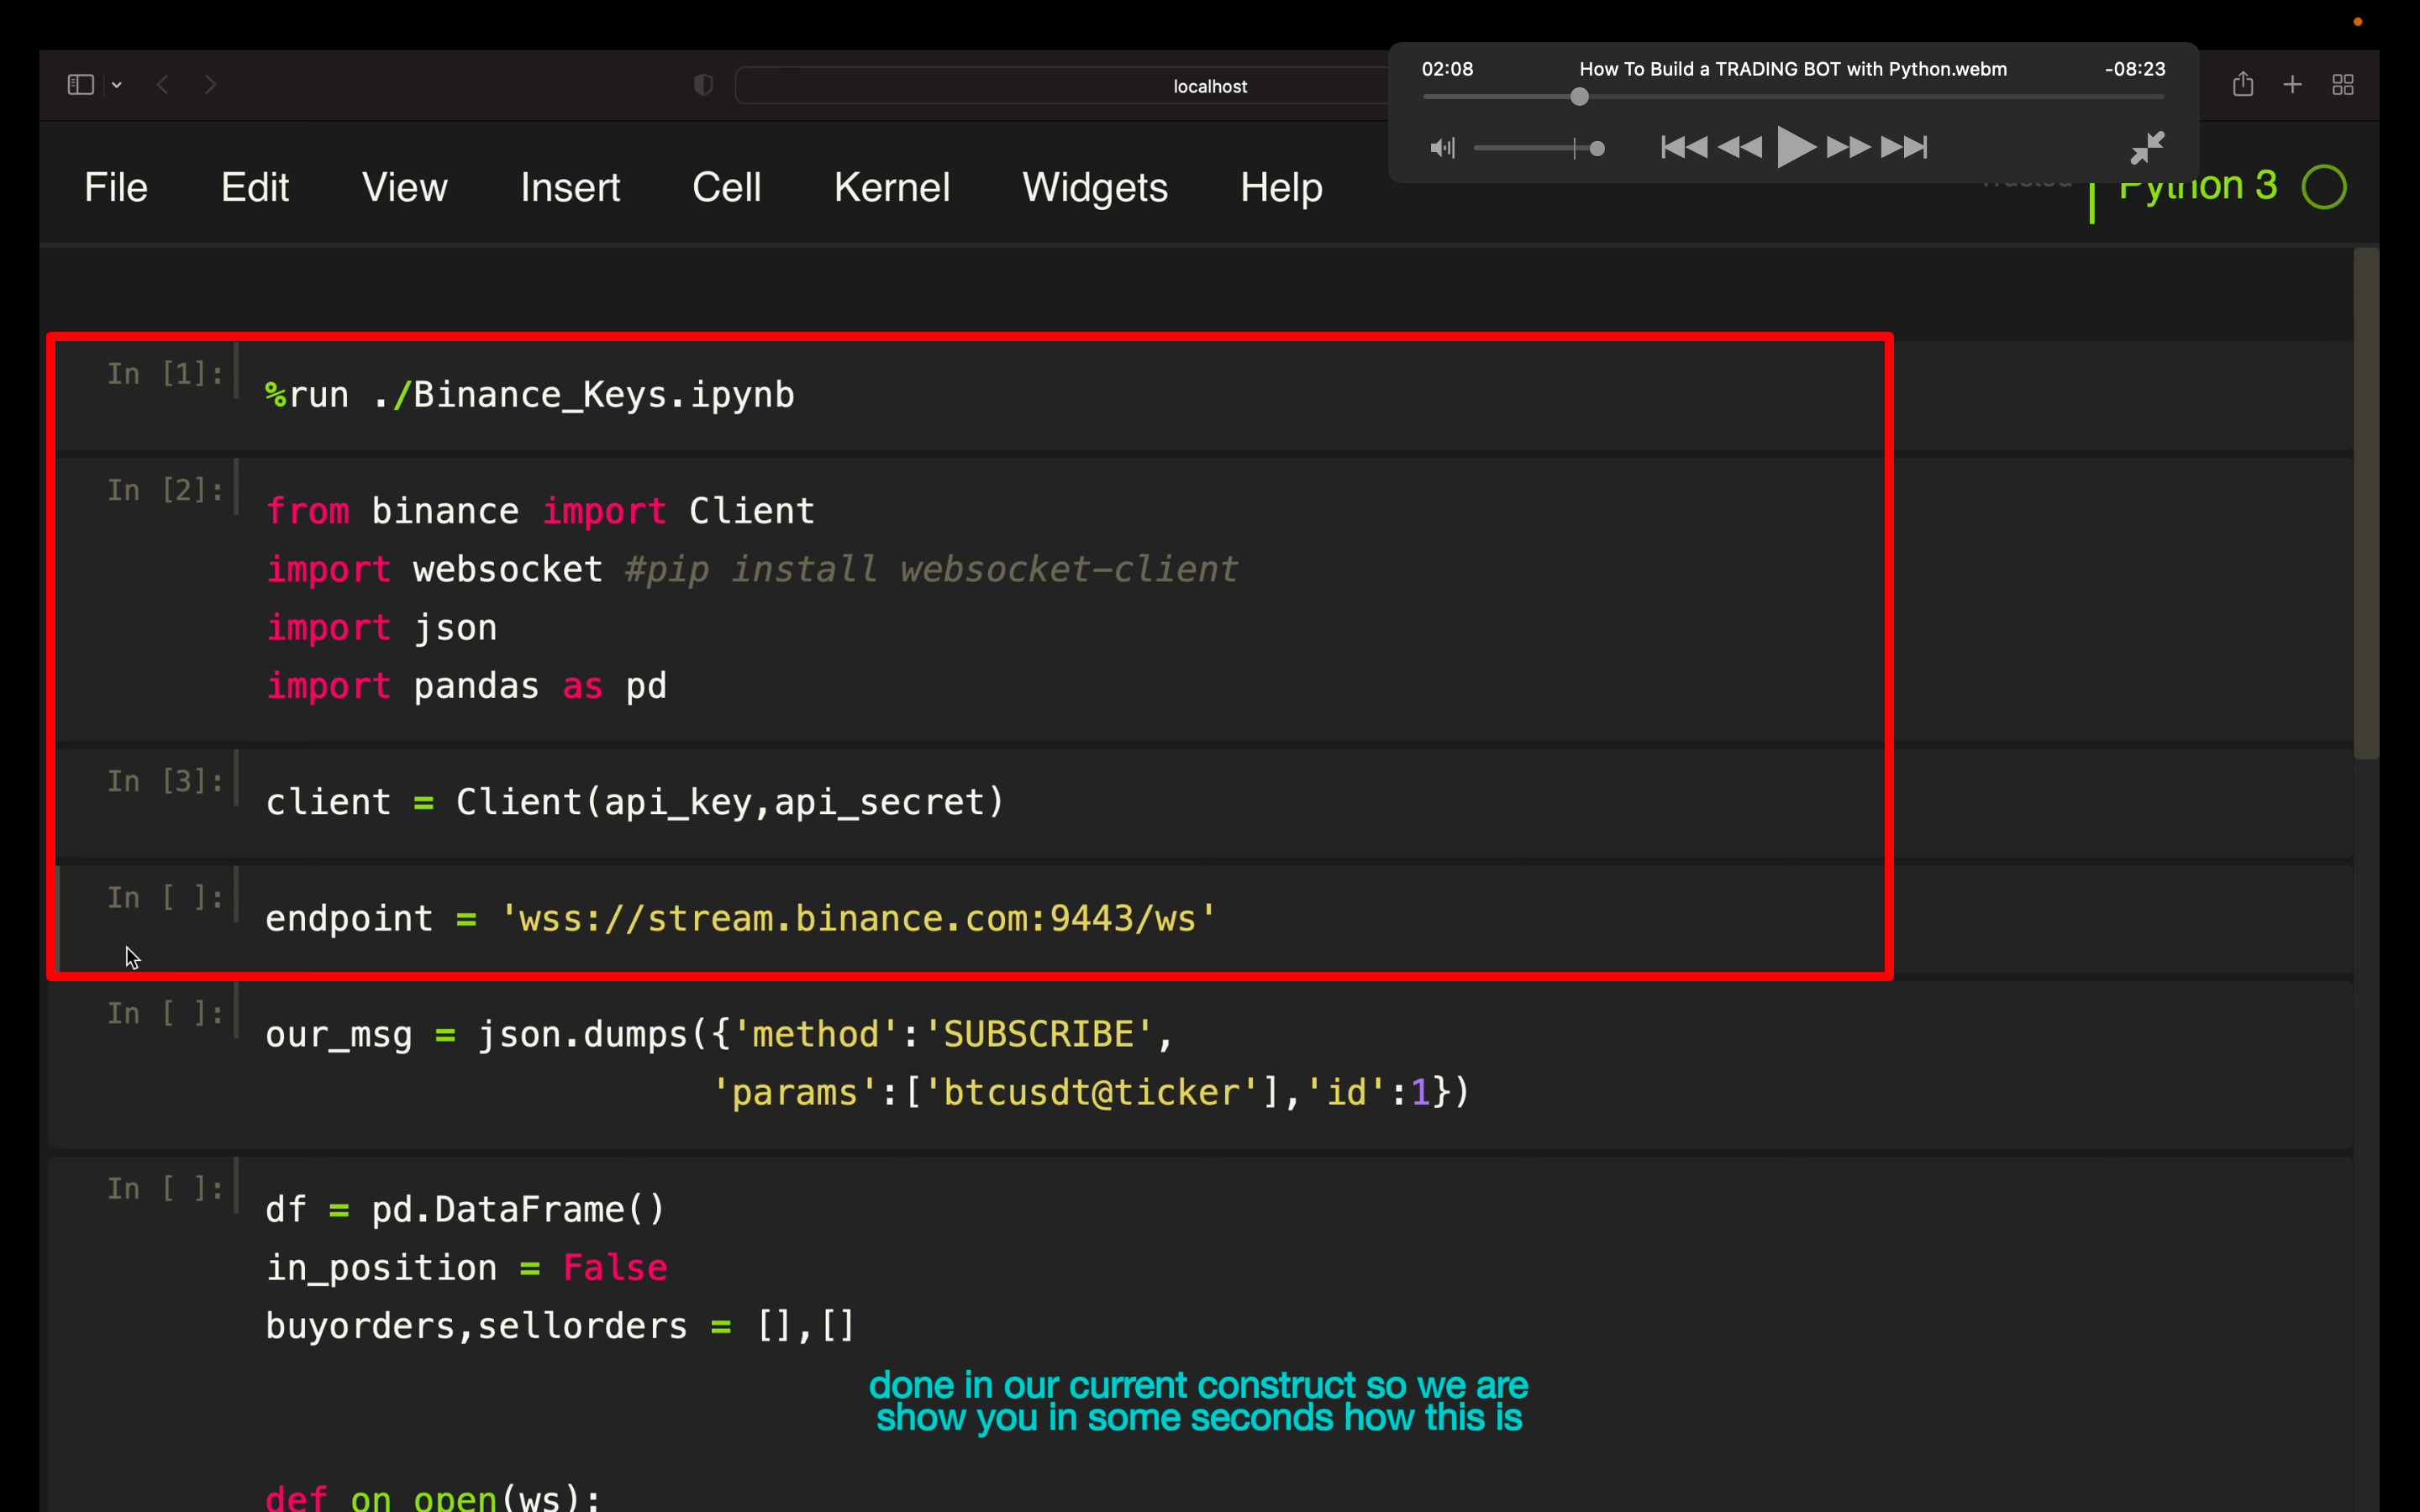 02:08 How To Build a TRADING BOT with Python.webm -08:23
localhost
File Edit View Insert Cell Kernel Widgets Help Python 3
In [1]: %run ./Binance_Keys.ipynb
In [2]: from binance import Client
import websocket #pip install websocket-client
import json
import pandas as pd
In [3]: client = Client(api_key,api_secret)
In [ ]: endpoint = 'wss://stream.binance.com:9443/ws'
In [ ]: our_msg = json.dumps({'method':'SUBSCRIBE',
'params':['btcusdt@ticker'],'id':1})
In [ ]: df = pd.DataFrame()
in_position = False
buyorders,sellorders = [],[]
done in our current construct so we are
show you in some seconds how this is
def on_open(ws):